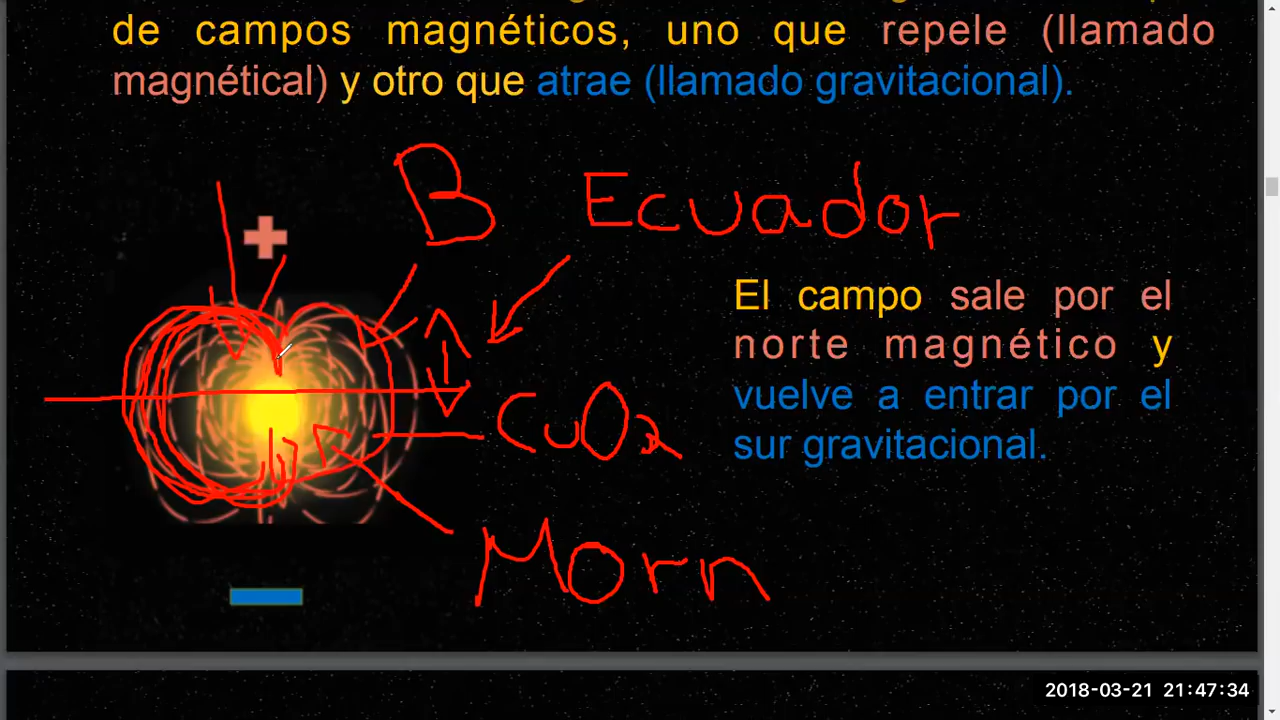 de campos magnéticos, uno que repele (llamado
magnétical) y otro que atrae (llamado gravitacional).
B Ecuador
El campo sale por el
norte magnético y
vuelve a entrar por el
sur gravitacional.
CuO2
Morn
2018-03-21 21:47:34